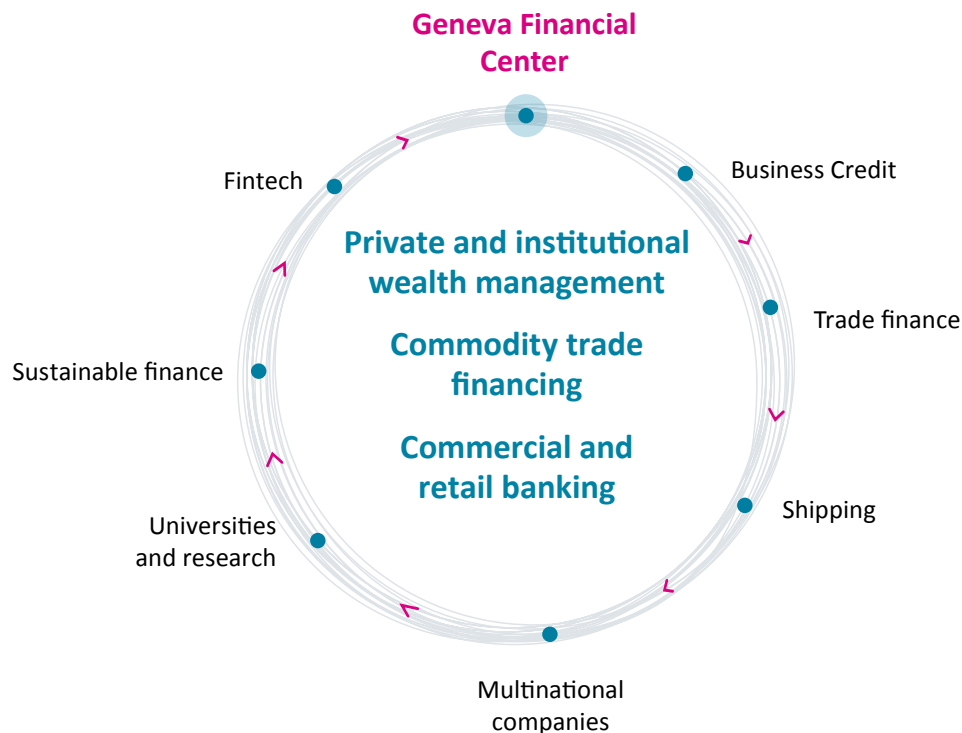 Geneva Financial
Center
Business Credit
Fintech
Private and institutional
wealth management
Trade finance
Commodity trade
financing
Sustainable finance
Commercial and
retail banking
Shipping
Universities
and research
Multinational
companies